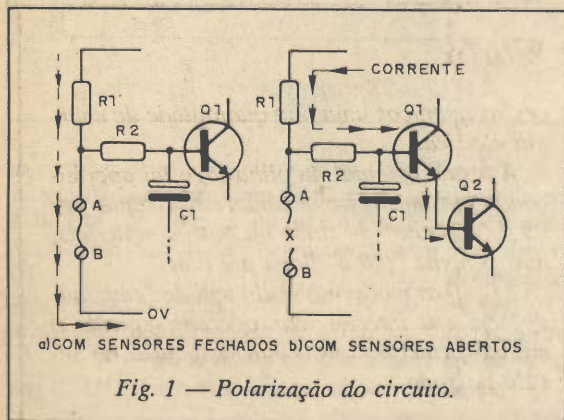 CORRENTE
R1
Q1
R2
C1
A
B
0V
R1
Q1
R2
C1
Q2
A
X
B
a) COM SENSORES FECHADOS b) COM SENSORES ABERTOS
Fig. 1 — Polarização do circuito.